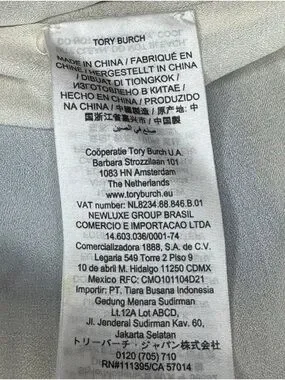 TORY BURCH
MADE IN CHINA / FABRIQUÉ EN
CHINE / HERGESTELLT IN CHINA
/ DIBUAT DI TIONGKOK /
ИЗГОТОВЛЕНО В КИТАЕ /
HECHO EN CHINA / PRODUZIDO
NA CHINA / 中國製造 / 原产地: 中
国浙江省嘉兴市 / 中国製
صنع في الصين
Coöperatie Tory Burch U.A.
Barbara Strozzilaan 101
1083 HN Amsterdam
The Netherlands
www.toryburch.eu
VAT number: NL8234.88.846.B.01
NEWLUXE GROUP BRASIL
COMERCIO E IMPORTACAO LTDA
14.603.036/0001-74
Comercializadora 1888, S.A. de C.V.
Legaria 549 Torre 2 Piso 9
10 de abril M. Hidalgo 11250 CDMX
Mexico RFC: CMO101104D21
Importir: PT. Tiara Busana Indonesia
Gedung Menara Sudirman
Lt.12A Lot ABCD,
Jl. Jenderal Sudirman Kav. 60,
Jakarta Selatan
トリーバーチ・ジャパン株式会社
0120 (705) 710
RN#111395/CA 57014